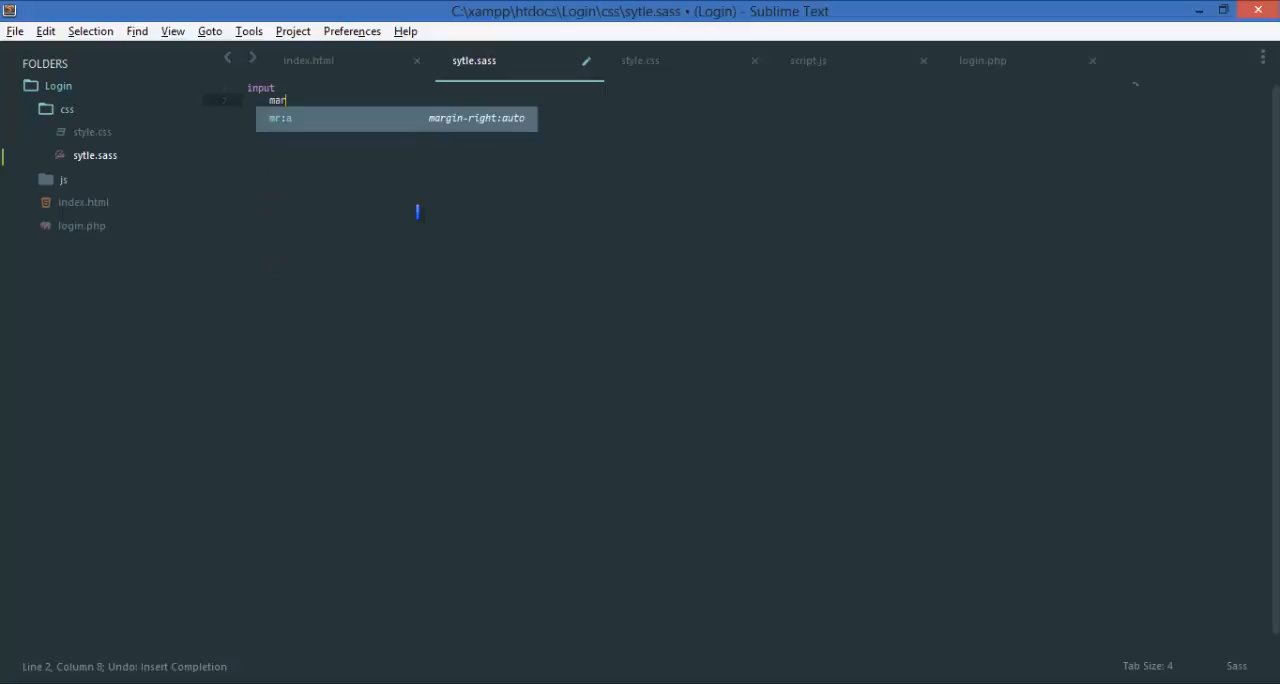 C:\xampp\htdocs\Login\css\sytle.sass • (Login) - Sublime Text
File Edit Selection Find View Goto Tools Project Preferences Help
FOLDERS
Login
css
style.css
sytle.sass
js
index.html
login.php
index.html sytle.sass style.css script.js login.php
input
2 mar
mr:a margin-right:auto
Line 2, Column 8; Undo: Insert Completion
Tab Size: 4 Sass